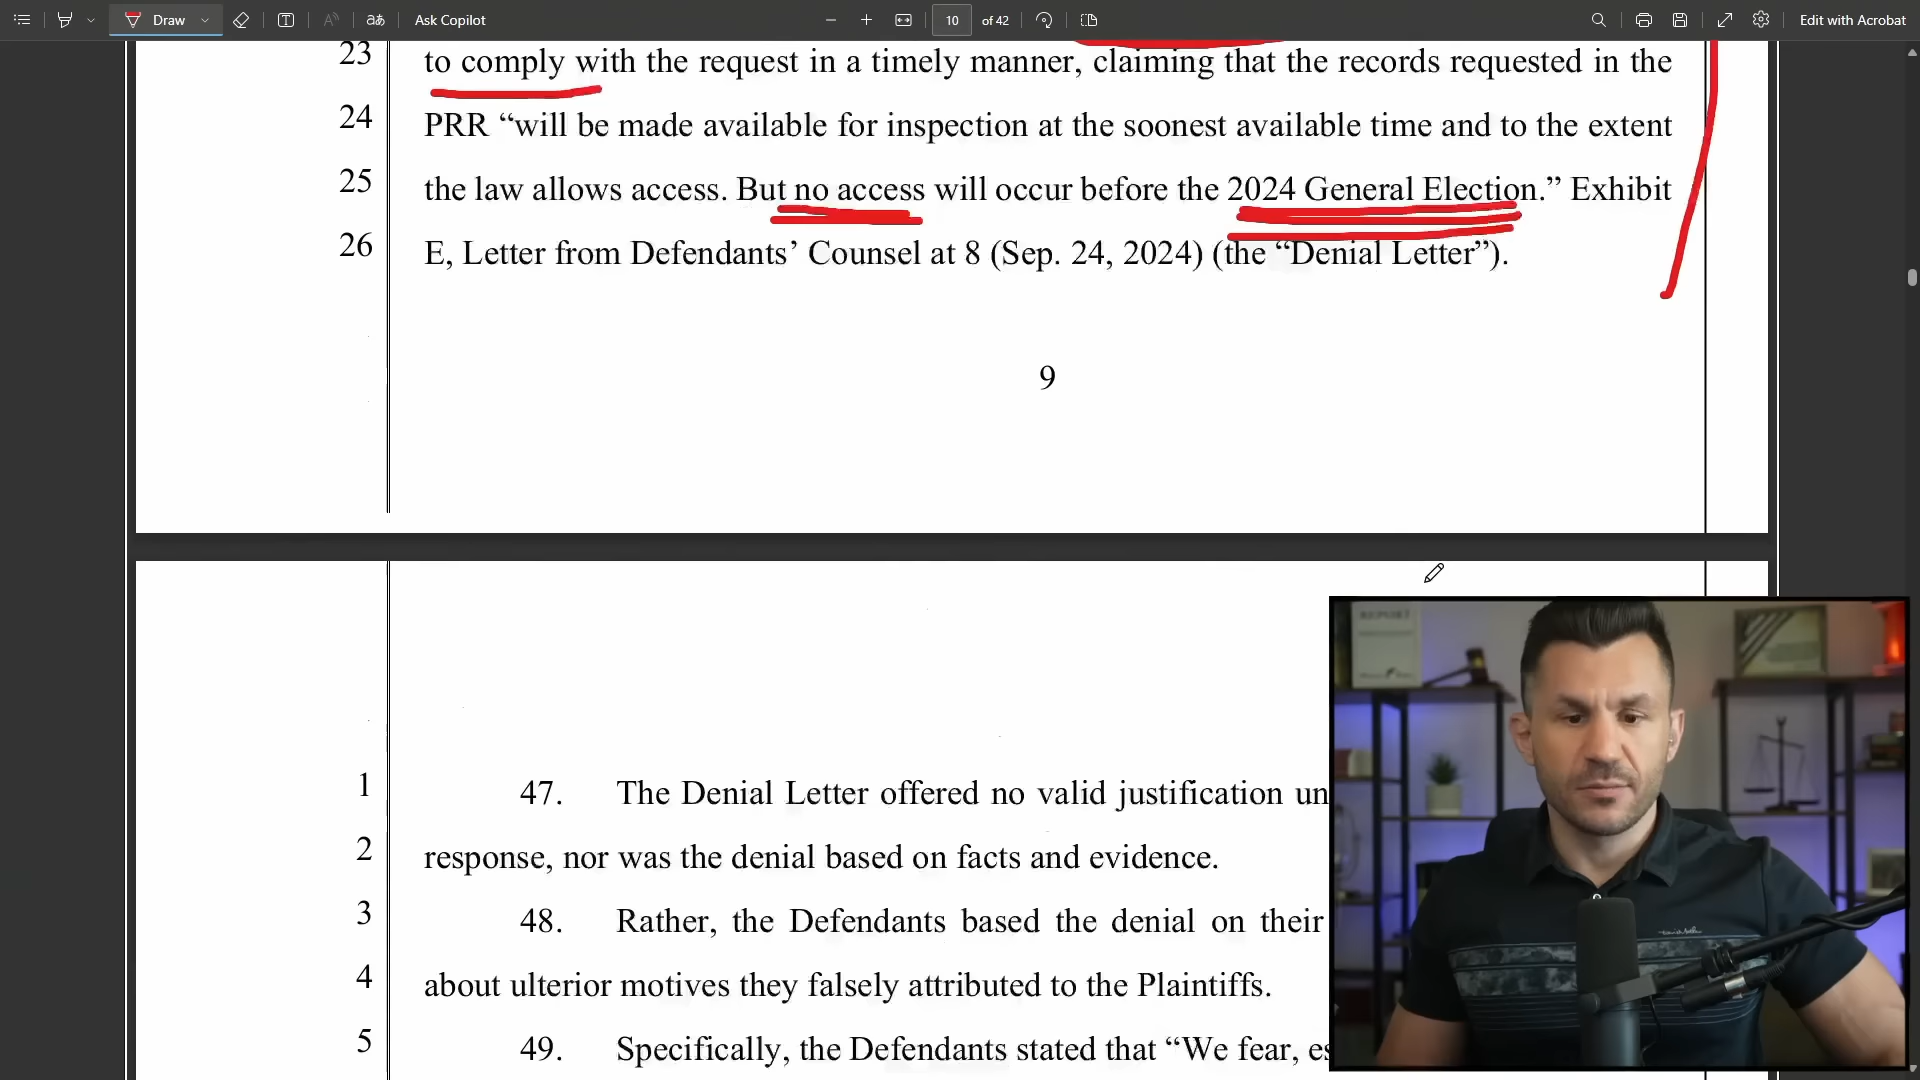 Draw
aあ
Ask Copilot
10
of 42
Edit with Acrobat
23 to comply with the request in a timely manner, claiming that the records requested in the
24 PRR “will be made available for inspection at the soonest available time and to the extent
25 the law allows access. But no access will occur before the 2024 General Election.” Exhibit
26 E, Letter from Defendants’ Counsel at 8 (Sep. 24, 2024) (the “Denial Letter”).
9
1 47. The Denial Letter offered no valid justification un
2 response, nor was the denial based on facts and evidence.
3 48. Rather, the Defendants based the denial on their
4 about ulterior motives they falsely attributed to the Plaintiffs.
5 49. Specifically, the Defendants stated that “We fear, es
REPORT